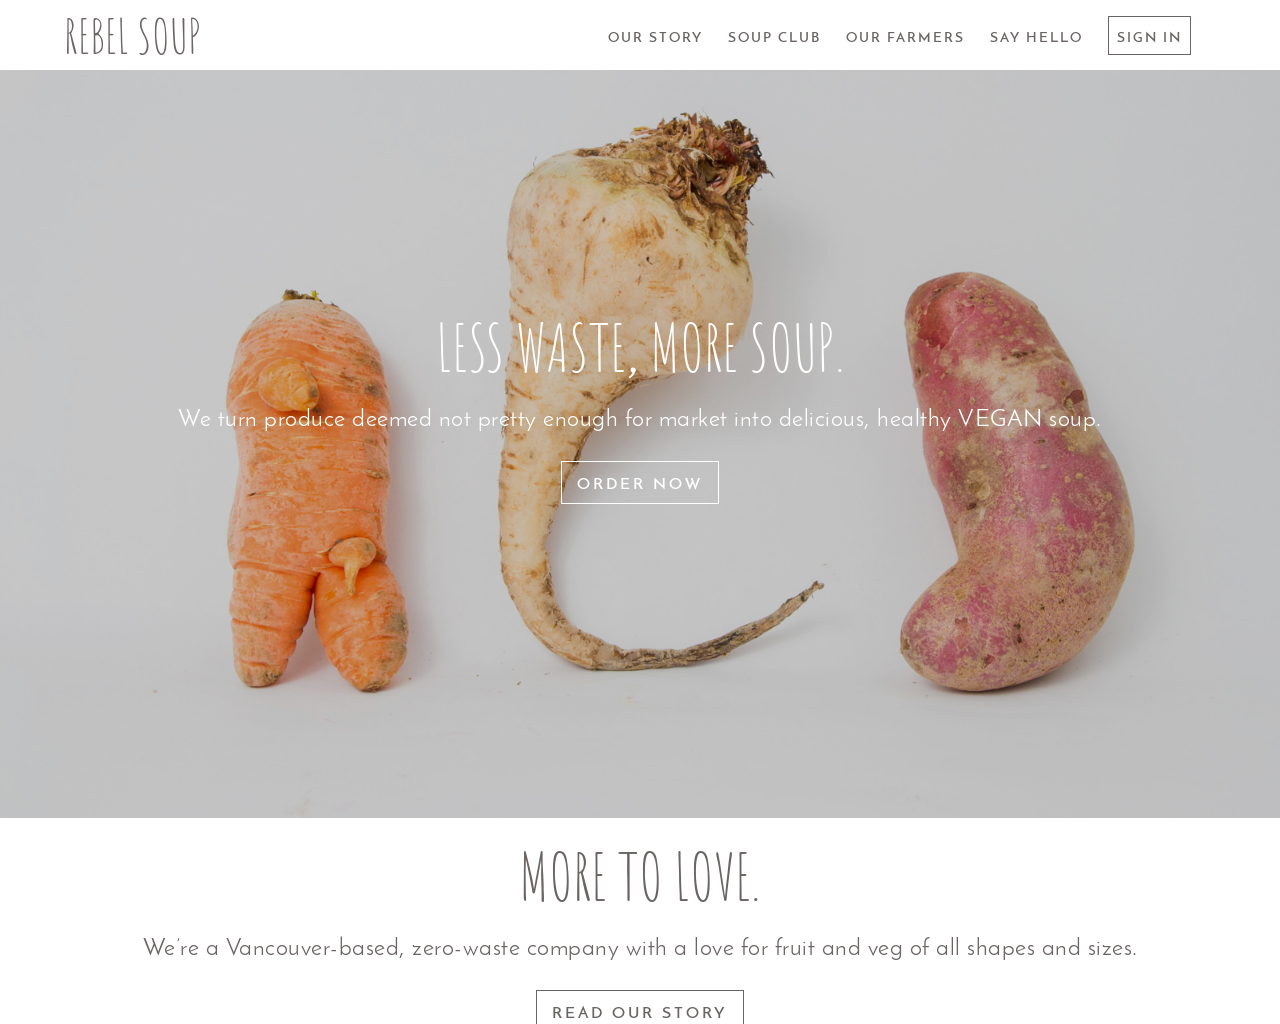 REBEL SOUP
OUR STORY SOUP CLUB OUR FARMERS SAY HELLO SIGN IN
LESS WASTE, MORE SOUP.
We turn produce deemed not pretty enough for market into delicious, healthy VEGAN soup.
ORDER NOW
MORE TO LOVE.
We’re a Vancouver-based, zero-waste company with a love for fruit and veg of all shapes and sizes.
READ OUR STORY